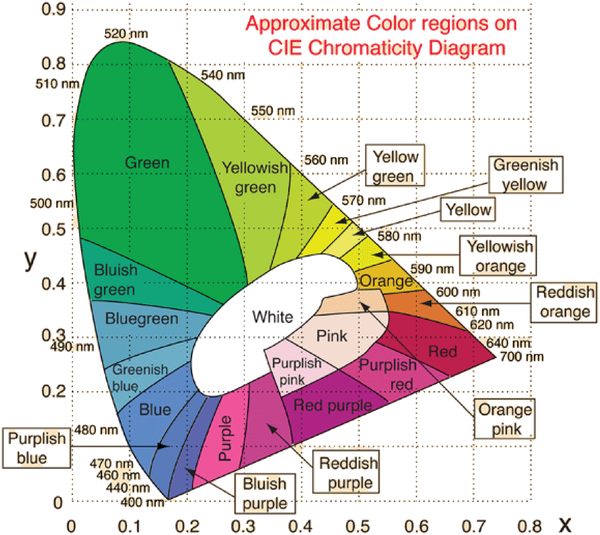 Approximate Color regions on
CIE Chromaticity Diagram
0.9
520 nm
0.8
510 nm
540 nm
0.7
550 nm
0.6
Green
Yellowish
green
560 nm
Yellow
green
Greenish
yellow
570 nm
Yellow
500 nm
0.5
580 nm
y
Yellowish
orange
0.4
Bluish
green
590 nm
Orange
600 nm
Reddish
orange
Bluegreen
White
610 nm
620 nm
0.3
490 nm
Pink
Red
640 nm
700 nm
Greenish
blue
Purplish
pink
Purplish
red
0.2
Blue
Red purple
Orange
pink
480 nm
Purplish
blue
Purple
0.1
470 nm
460 nm
440 nm
400 nm
Reddish
purple
Bluish
purple
0
0 0.1 0.2 0.3 0.4 0.5 0.6 0.7 0.8 x